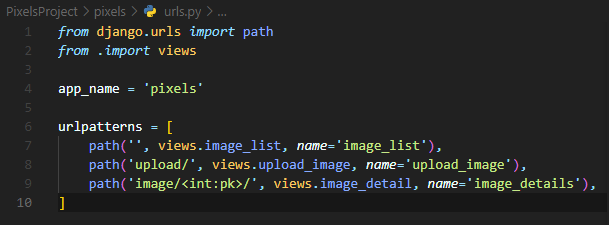 PixelsProject > pixels > urls.py > ...
1 from django.urls import path
2 from .import views
3
4 app_name = 'pixels'
5
6 urlpatterns = [
7     path('', views.image_list, name='image_list'),
8     path('upload/', views.upload_image, name='upload_image'),
9     path('image/<int:pk>/', views.image_detail, name='image_details'),
10 ]